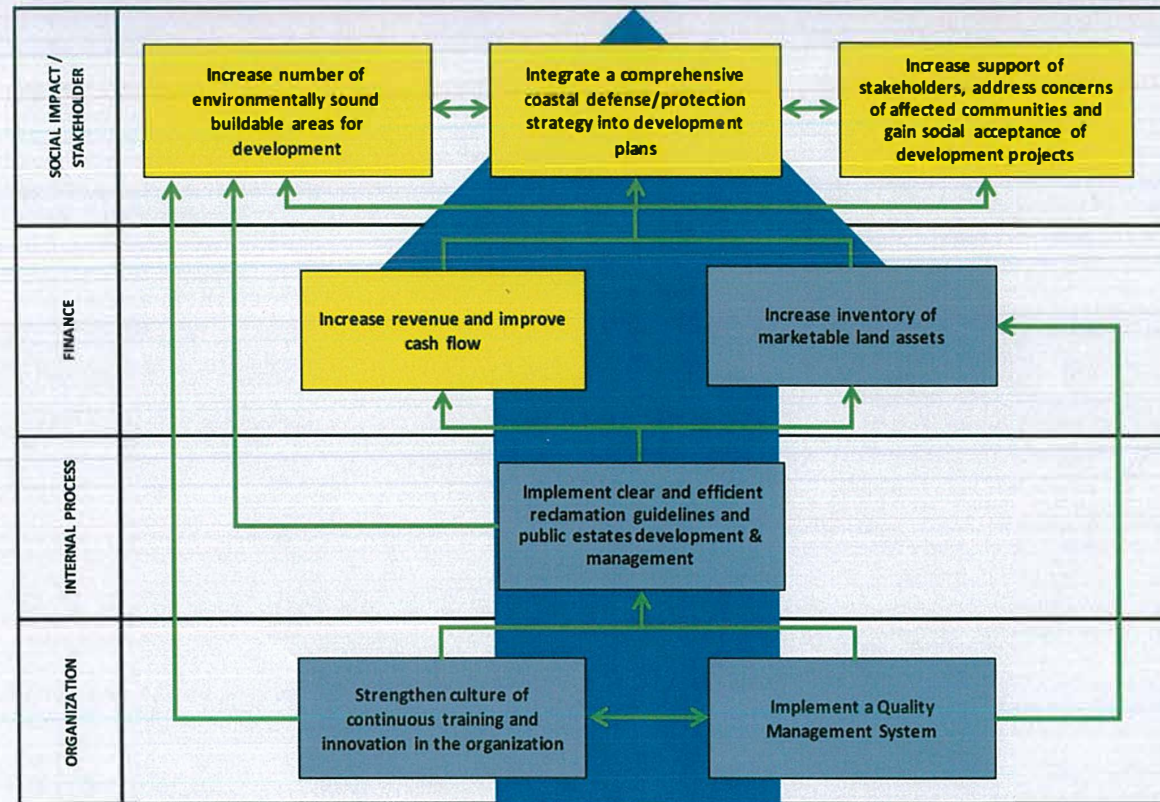 SOCIAL IMPACT /
STAKEHOLDER
Increase number of
environmentally sound
buildable areas for
development
Integrate a comprehensive
coastal defense/protection
strategy into development
plans
Increase support of
stakeholders, address concerns
of affected communities and
gain social acceptance of
development projects
FINANCE
Increase revenue and improve
cash flow
Increase inventory of
marketable land assets
INTERNAL PROCESS
Implement clear and efficient
reclamation guidelines and
public estates development &
management
ORGANIZATION
Strengthen culture of
continuous training and
innovation in the organization
Implement a Quality
Management System